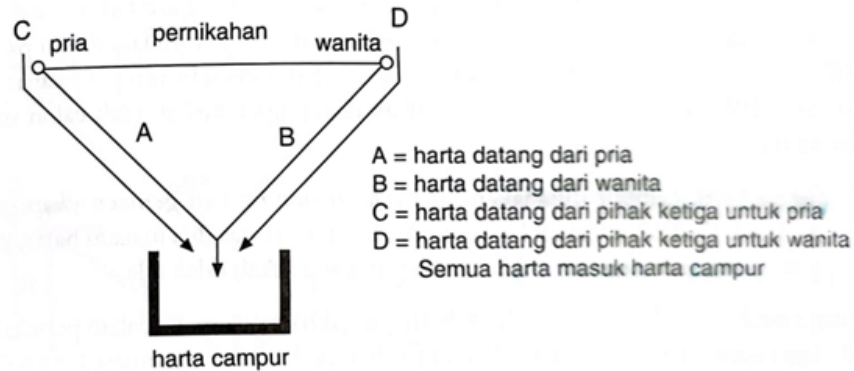 C
D
pria
pernikahan
wanita
A
B
A = harta datang dari pria
B = harta datang dari wanita
C = harta datang dari pihak ketiga untuk pria
D = harta datang dari pihak ketiga untuk wanita
Semua harta masuk harta campur
harta campur